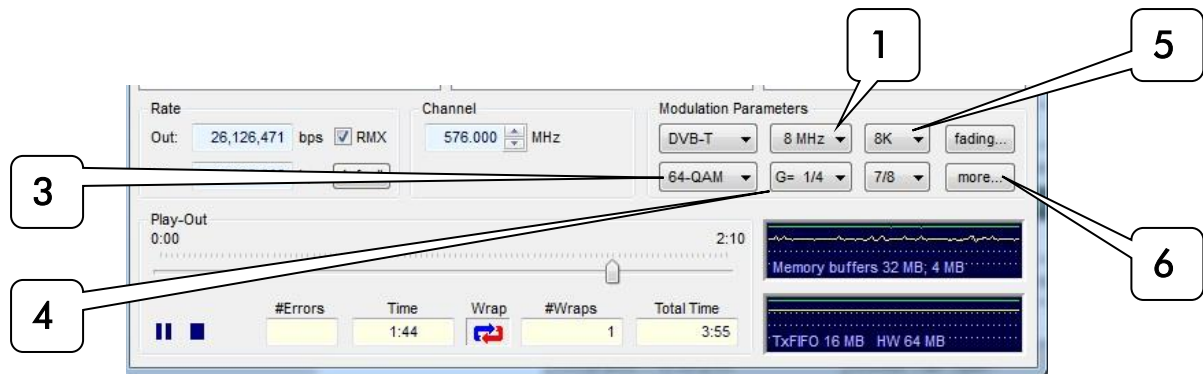 1
5
Rate
Channel
Modulation Parameters
Out: 26,126,471 bps RMX
576.000 MHz
DVB-T 8 MHz 8K fading...
3
64-QAM G= 1/4 7/8 more...
Play-Out
0:00 2:10
Memory buffers 32 MB; 4 MB
6
4
#Errors Time Wrap #Wraps Total Time
1:44 1 3:55
TxFIFO 16 MB HW 64 MB